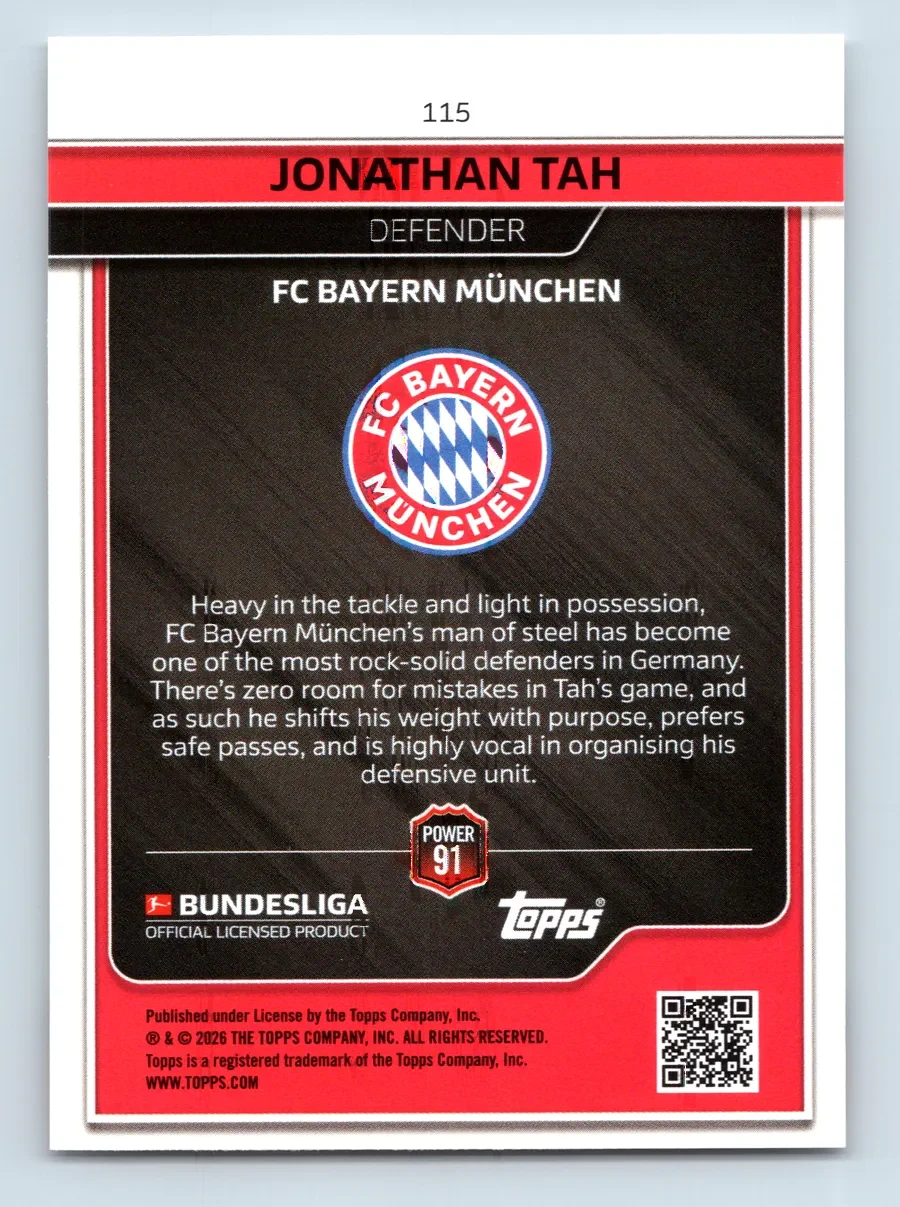 115
JONATHAN TAH
DEFENDER
FC BAYERN MÜNCHEN
FC BAYERN
MÜNCHEN
Heavy in the tackle and light in possession,
FC Bayern München's man of steel has become
one of the most rock-solid defenders in Germany.
There's zero room for mistakes in Tah's game, and
as such he shifts his weight with purpose, prefers
safe passes, and is highly vocal in organising his
defensive unit.
POWER
91
BUNDESLIGA
OFFICIAL LICENSED PRODUCT
topps®
Published under License by the Topps Company, Inc.
® & © 2026 THE TOPPS COMPANY, INC. ALL RIGHTS RESERVED.
Topps is a registered trademark of the Topps Company, Inc.
WWW.TOPPS.COM